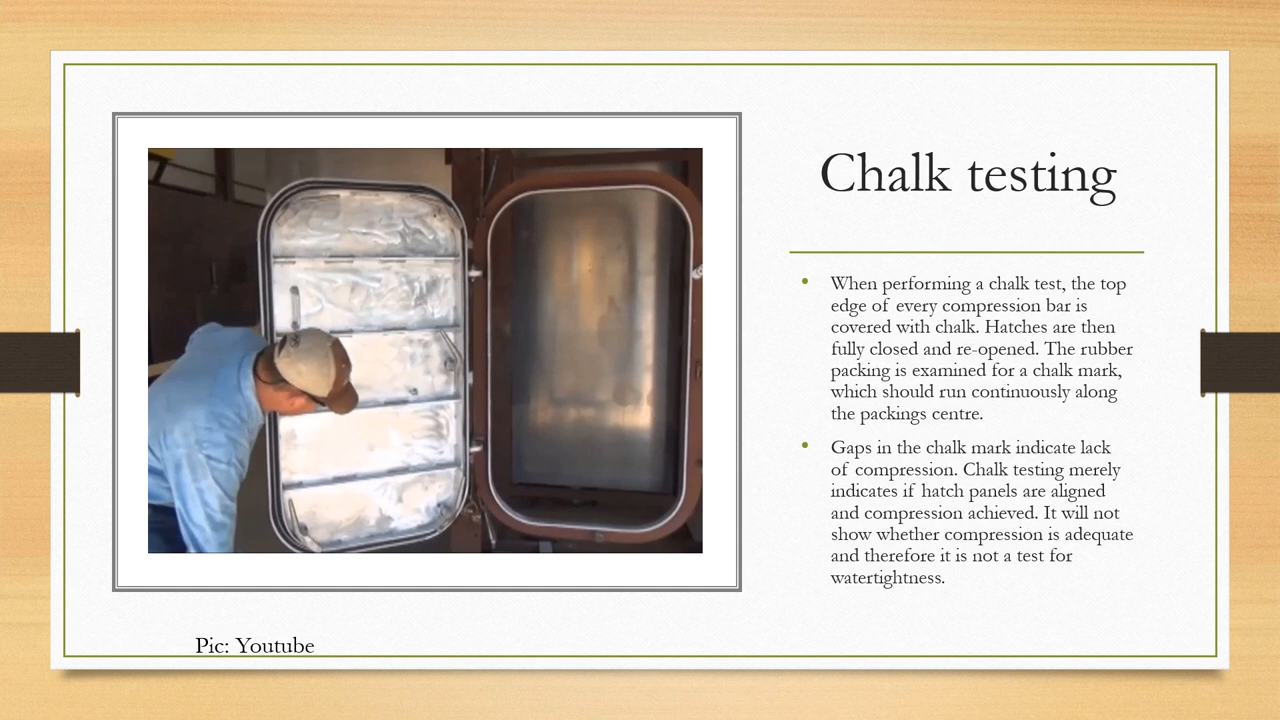 Chalk testing
• When performing a chalk test, the top
edge of every compression bar is
covered with chalk. Hatches are then
fully closed and re-opened. The rubber
packing is examined for a chalk mark,
which should run continuously along
the packings centre.
• Gaps in the chalk mark indicate lack
of compression. Chalk testing merely
indicates if hatch panels are aligned
and compression achieved. It will not
show whether compression is adequate
and therefore it is not a test for
watertightness.
Pic: Youtube